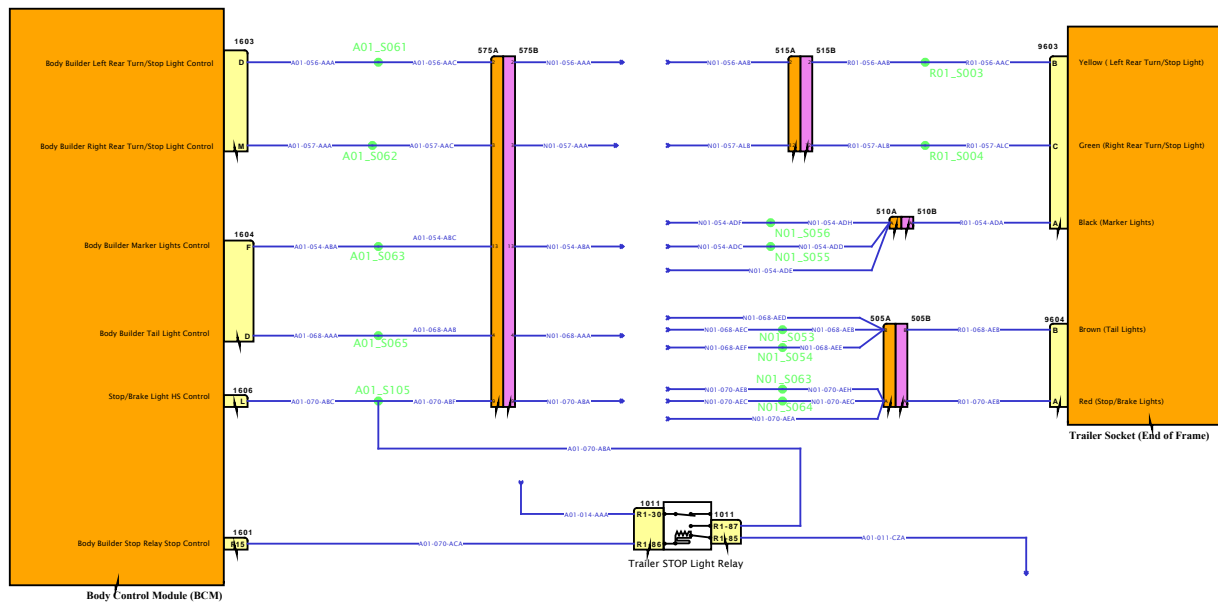 1603
A01_S061
575A 575B
515A 515B
9603
Body Builder Left Rear Turn/Stop Light Control
D
A01-056-AAA
A01-056-AAC
2
2
N01-056-AAA
N01-056-AAB
2
2
R01-056-AAB
R01-056-AAC
R01_S003
B
Yellow ( Left Rear Turn/Stop Light)
Body Builder Right Rear Turn/Stop Light Control
M
A01-057-AAA
A01-057-AAC
A01_S062
3
3
N01-057-AAA
N01-057-ALB
R01-057-ALB
R01-057-ALC
R01_S004
C
Green (Right Rear Turn/Stop Light)
510A 510B
N01-054-ADF
N01-054-ADH
N01_S056
R01-054-ADA
A
Black (Marker Lights)
1604
Body Builder Marker Lights Control
F
A01-054-ABA
A01-054-ABC
A01_S063
13
13
N01-054-ABA
N01-054-ADC
N01-054-ADD
N01_S055
N01-054-ADE
N01-068-AED
505A 505B
9604
Body Builder Tail Light Control
D
A01-068-AAA
A01-068-AAB
A01_S065
4
4
N01-068-AAA
N01-068-AEC
N01-068-AEB
N01_S053
N01-068-AEF
N01-068-AEE
N01_S054
R01-068-AEB
B
Brown (Tail Lights)
1606
A01_S105
N01_S063
N01-070-AEB
N01-070-AEH
Stop/Brake Light HS Control
L
A01-070-ABC
A01-070-ABF
N01-070-ABA
N01-070-AEC
N01-070-AEG
N01_S064
N01-070-AEA
R01-070-AEB
A
Red (Stop/Brake Lights)
Trailer Socket (End of Frame)
A01-070-ABA
1011
A01-014-AAA
R1-30
1011
R1-87
1601
Body Builder Stop Relay Stop Control
R15
A01-070-ACA
R1-86
R1-85
A01-011-CZA
Trailer STOP Light Relay
Body Control Module (BCM)